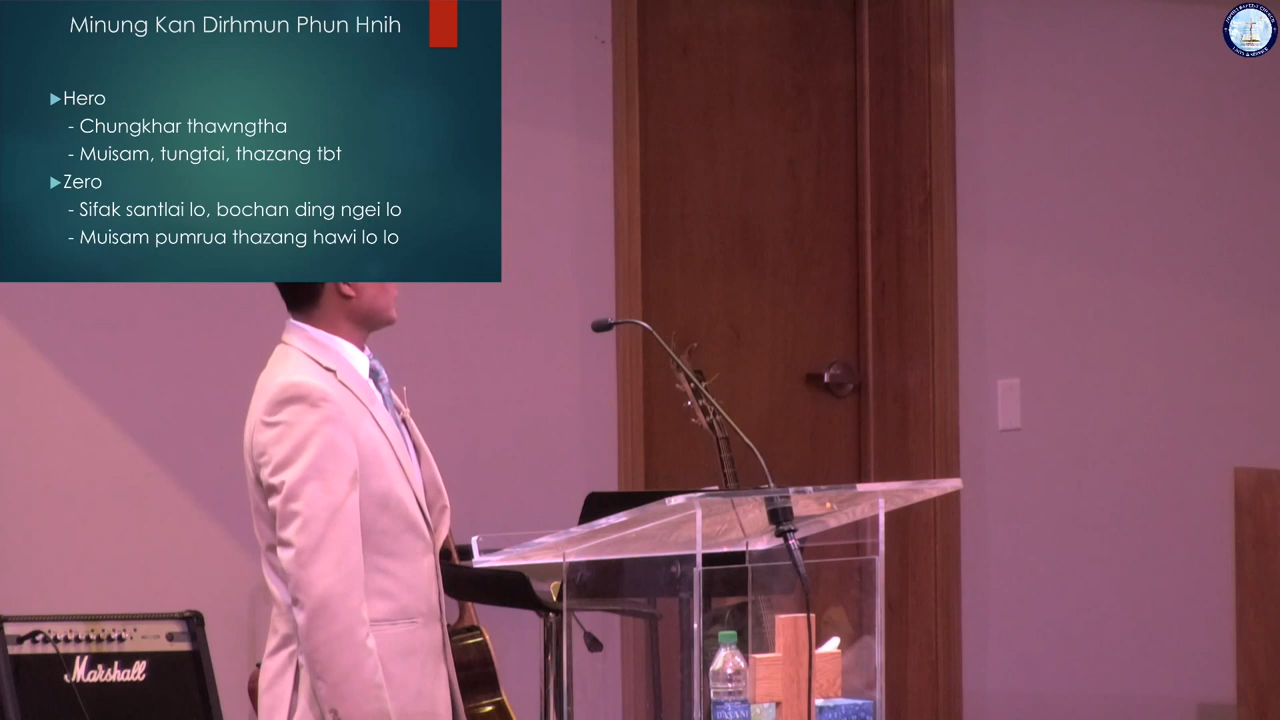 Minung Kan Dirhmun Phun Hnih
▶Hero
- Chungkhar thawngtha
- Muisam, tungtai, thazang tbt
▶Zero
- Sifak santlai lo, bochan ding ngei lo
- Muisam pumrua thazang hawi lo lo
Marshall
DASANI